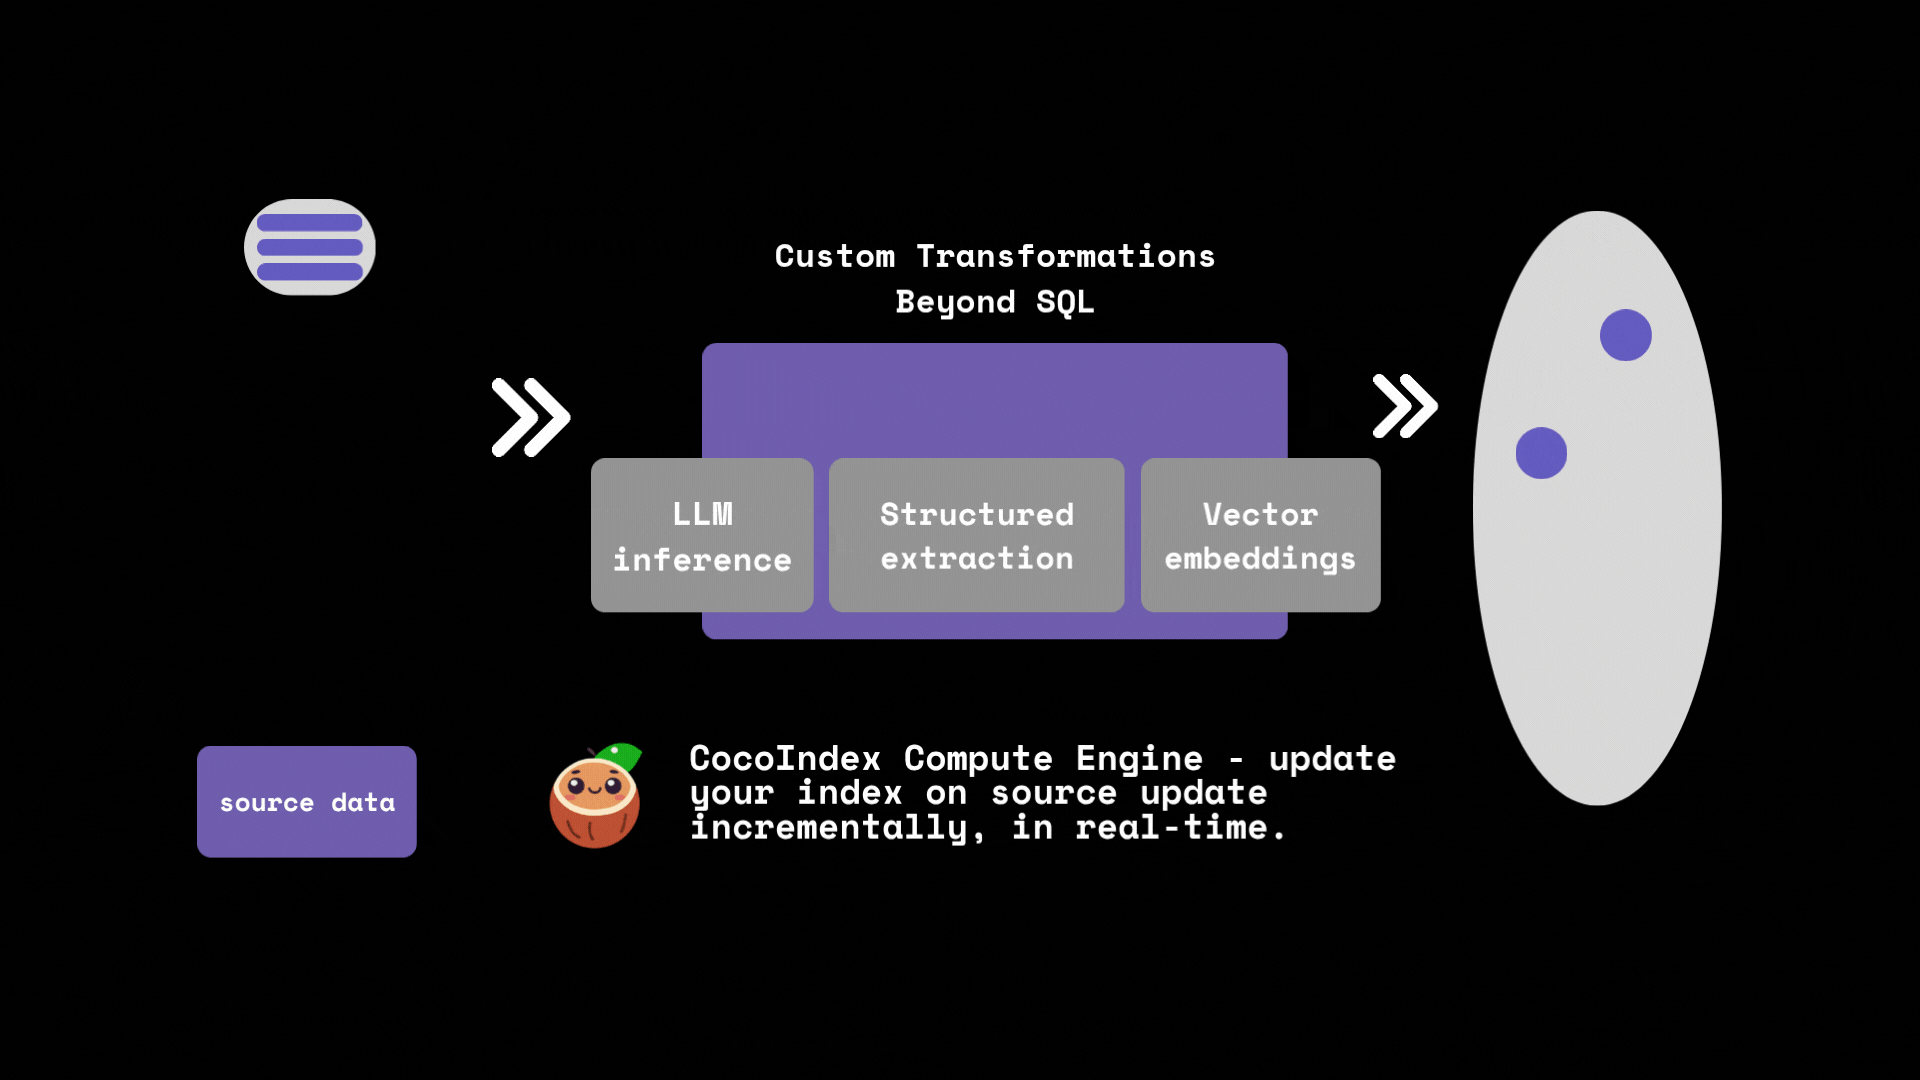 Custom Transformations
Beyond SQL
LLM
inference
Structured
extraction
Vector
embeddings
source data
CocoIndex Compute Engine - update
your index on source update
incrementally, in real-time.